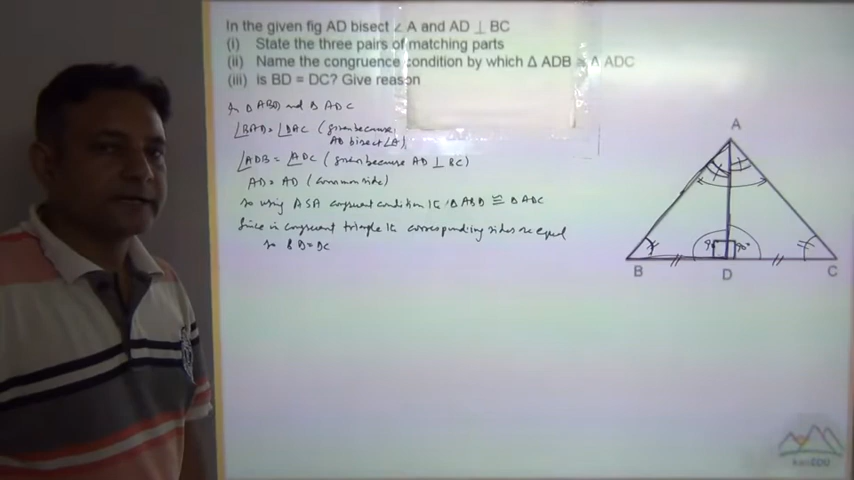 In the given fig AD bisect ∠ A and AD ⊥ BC
(i) State the three pairs of matching parts
(ii) Name the congruence condition by which Δ ADB ≅ Δ ADC
(iii) is BD = DC? Give reason
In Δ ABD and Δ ADC
∠BAD = ∠DAC (given because
AD bisect ∠A)
∠ADB = ∠ADC (given because AD ⊥ BC)
AD = AD (common side)
so using ASA congruent condition Δ ABD ≅ Δ ADC
Since in congruent triangle corresponding sides are equal
so BD = DC
A
90° 90°
B D C